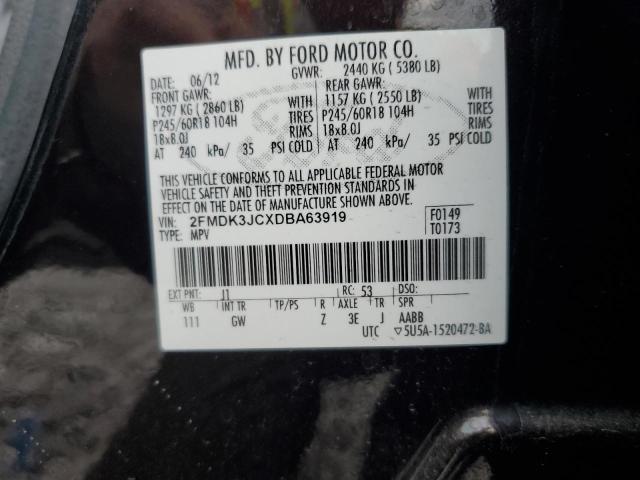 MFD. BY FORD MOTOR CO.
DATE: 06/12 GVWR: 2440 KG ( 5380 LB)
FRONT GAWR: REAR GAWR:
1297 KG ( 2860 LB) WITH 1157 KG ( 2550 LB) WITH
P245/60R18 104H TIRES P245/60R18 104H TIRES
18x8.0J RIMS 18x8.0J RIMS
AT 240 kPa/ 35 PSI COLD AT 240 kPa/ 35 PSI COLD
THIS VEHICLE CONFORMS TO ALL APPLICABLE FEDERAL MOTOR
VEHICLE SAFETY AND THEFT PREVENTION STANDARDS IN
EFFECT ON THE DATE OF MANUFACTURE SHOWN ABOVE.
VIN: 2FMDK3JCXDBA63919 F0149
TYPE: MPV T0173
EXT PNT: J1 RC: 53 DSO:
WB INT TR TP/PS R AXLE TR SPR
111 GW Z 3E J AABB
UTC ▽5U5A-1520472-BA